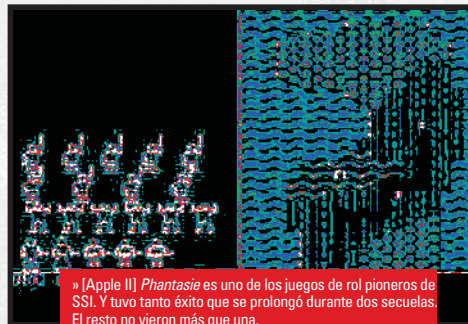 » [Apple II] Phantasie es uno de los juegos de rol pioneros de
SSI. Y tuvo tanto éxito que se prolongó durante dos secuelas.
El resto no vieron más que una.